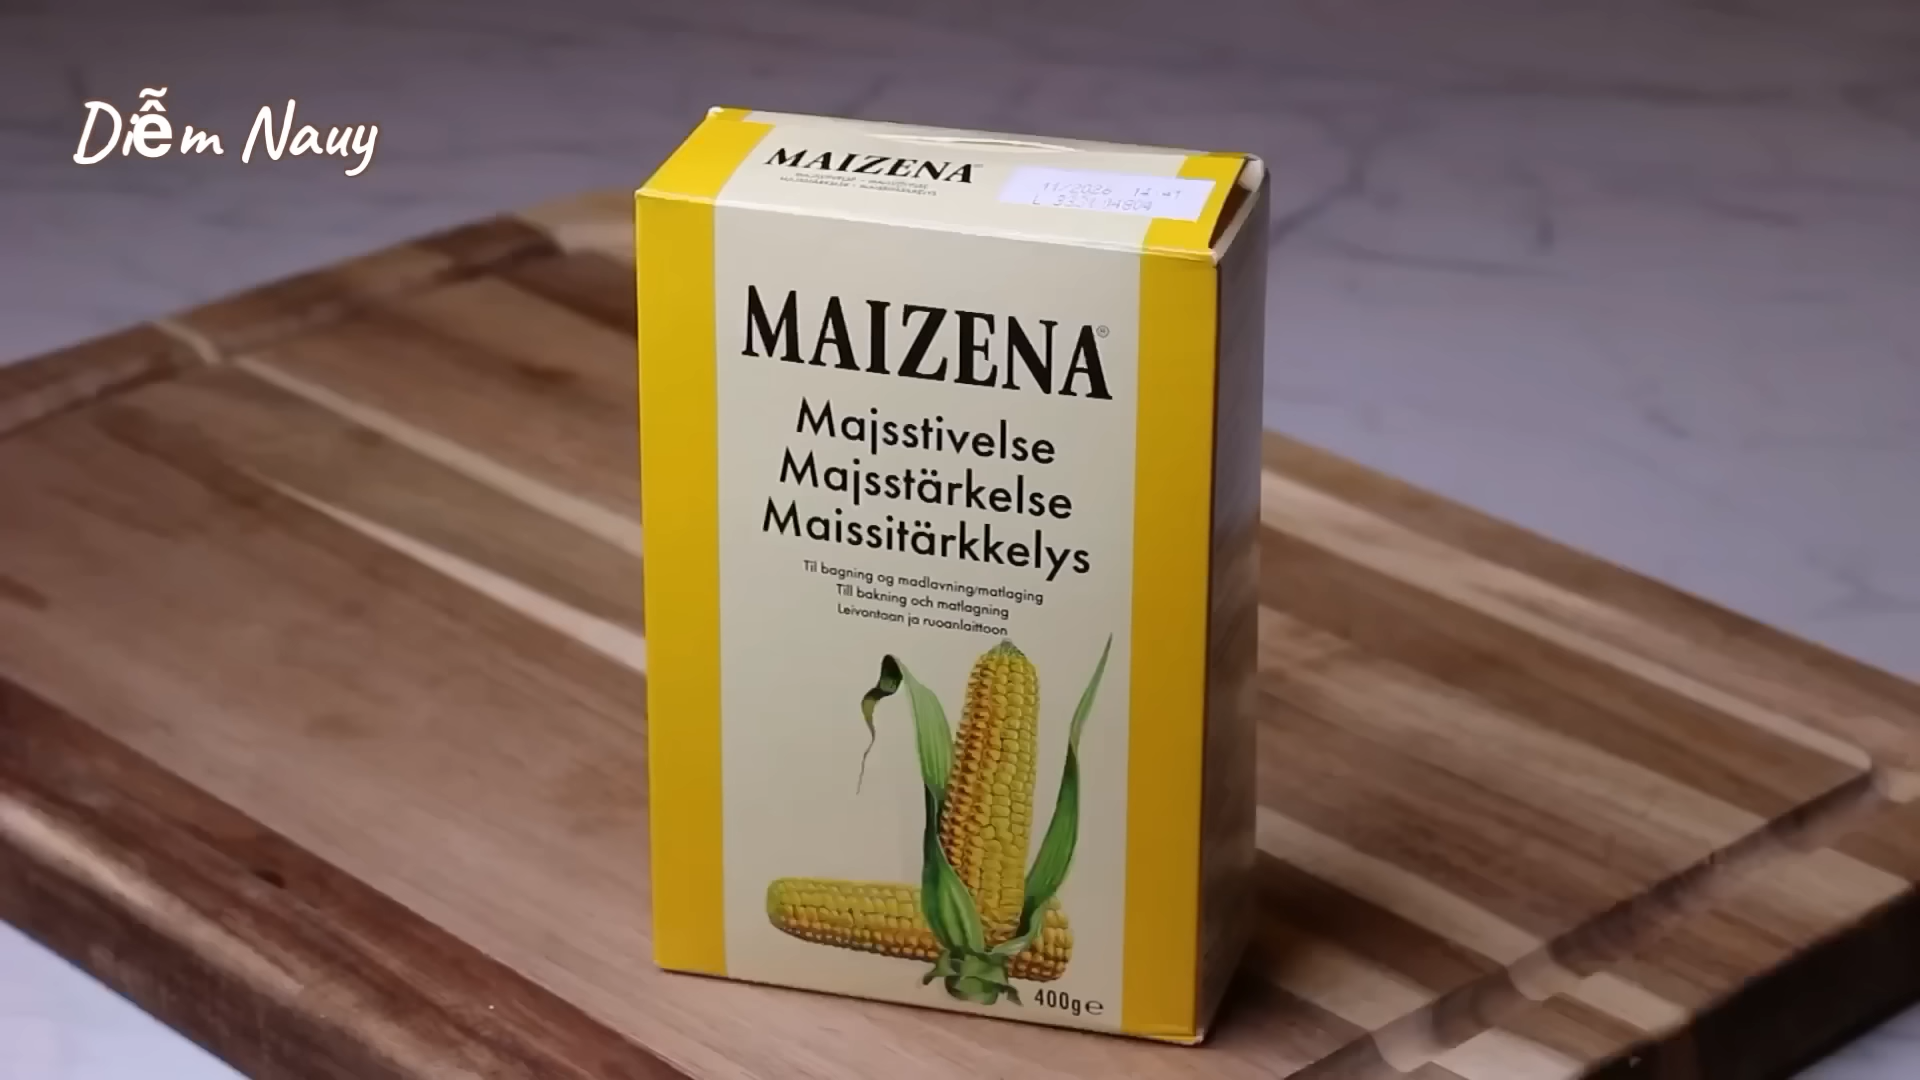 Diễm Nauy
MAIZENA
11/2026
MAIZENA®
Majsstivelse
Majsstärkelse
Maissitärkkelys
Til bagning og madlavning/matlaging
Till bakning och matlagning
Leivontaan ja ruoanlaittoon
400g ℮